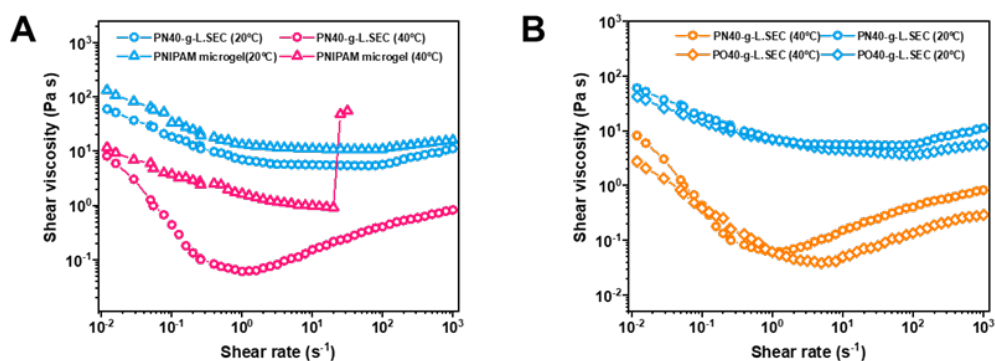 A
PN40-g-L.SEC (20℃) PN40-g-L.SEC (40℃)
PNIPAM microgel(20℃) PNIPAM microgel (40℃)
Shear viscosity (Pa s)
10³
10²
10¹
10⁰
10⁻¹
10⁻² 10⁻¹ 10⁰ 10¹ 10² 10³
Shear rate (s⁻¹)
B
PN40-g-L.SEC (40℃) PN40-g-L.SEC (20℃)
PO40-g-L.SEC (40℃) PO40-g-L.SEC (20℃)
Shear viscosity (Pa s)
10³
10²
10¹
10⁰
10⁻¹
10⁻²
10⁻² 10⁻¹ 10⁰ 10¹ 10² 10³
Shear rate (s⁻¹)